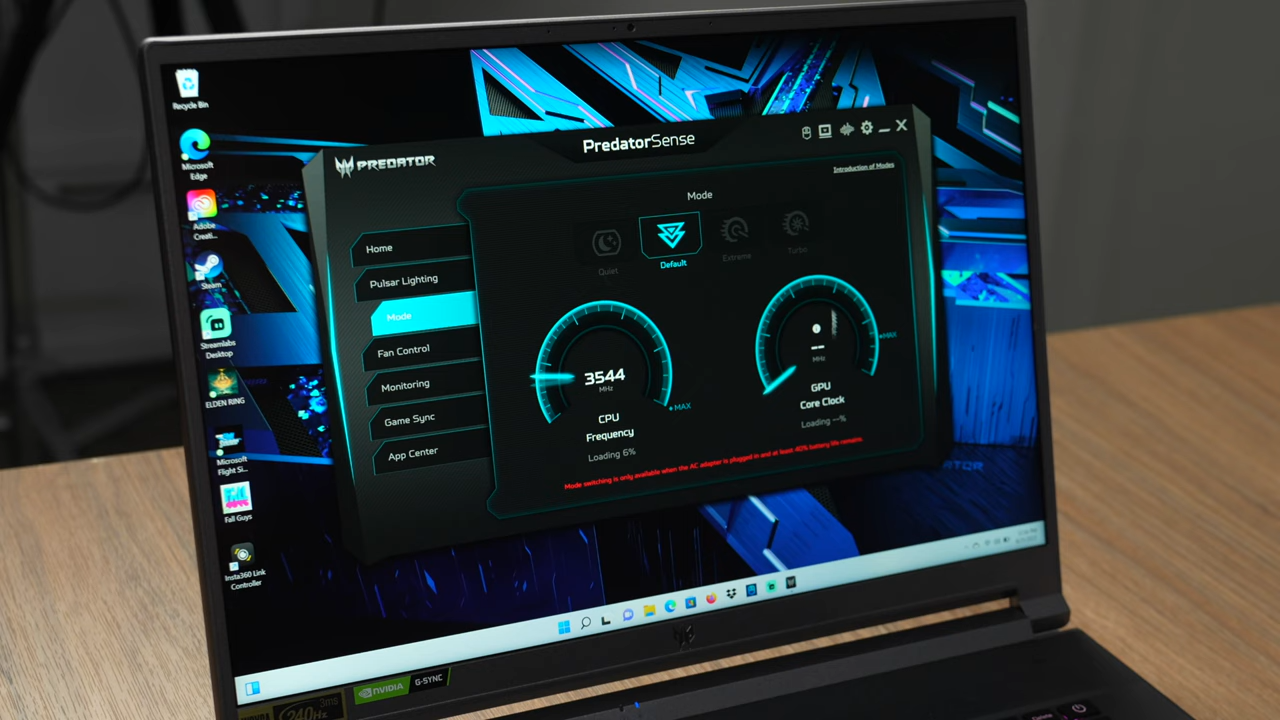 Recycle Bin
Microsoft
Edge
Adobe
Creati...
Steam
Streamlabs
Desktop
ELDEN RING
Microsoft
Flight Si...
Fall Guys
Insta360 Link
Controller
PREDATOR
PredatorSense
Introduction of Modes
Home
Pulsar Lighting
Mode
Fan Control
Monitoring
Game Sync
App Center
Mode
Quiet
Default
Extreme
Turbo
3544
MHz
MAX
CPU
Frequency
Loading 6%
--
MHz
MAX
GPU
Core Clock
Loading --%
Mode switching is only available when the AC adapter is plugged in and at least 40% battery life remains.
NVIDIA
G-SYNC
240Hz
3ms